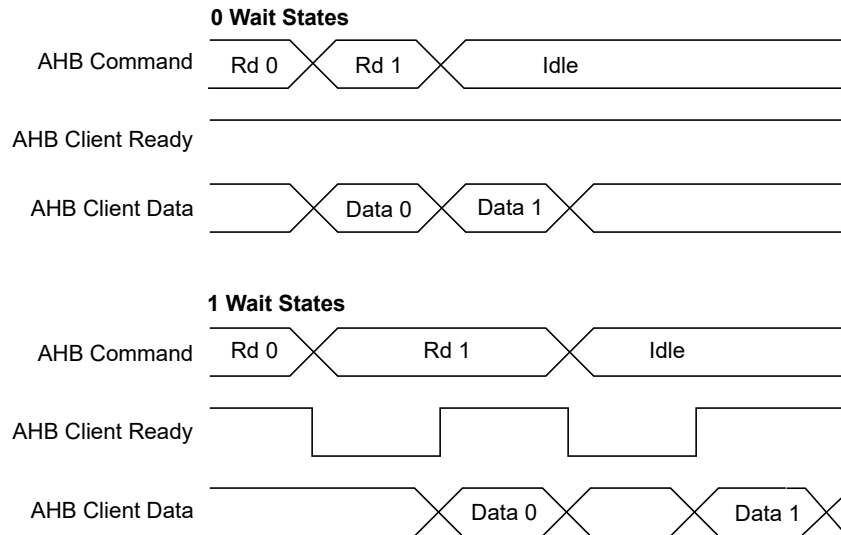 0 Wait States
AHB Command Rd 0 Rd 1 Idle
AHB Client Ready
AHB Client Data Data 0 Data 1
1 Wait States
AHB Command Rd 0 Rd 1 Idle
AHB Client Ready
AHB Client Data Data 0 Data 1